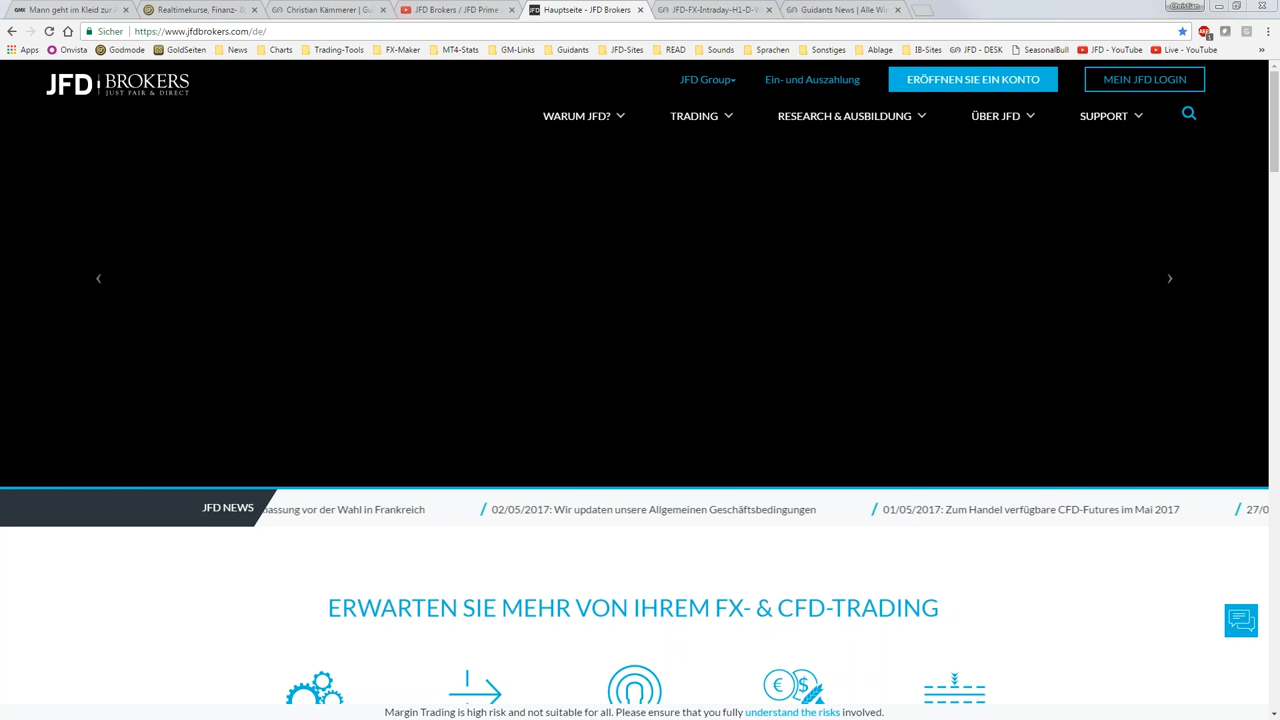 Mann geht im Kleid zur A
Realtimekurse, Finanz- &
Christian Kämmerer | Gu
JFD Brokers / JFD Prime
Hauptseite - JFD Brokers
JFD-FX-Intraday-H1-D-W
Guidants News | Alle Wi
Christian
Sicher | https://www.jfdbrokers.com/de/
Apps Onvista Godmode GoldSeiten News Charts Trading-Tools FX-Maker MT4-Stats OK-Links Guidants JFD-Sites READ Sounds Sprachen Sonstiges Ablage IB-Sites JFD - DESK SeasonalBull JFD - YouTube Live - YouTube »
JFD BROKERS
JUST FAIR & DIRECT
JFD Group Ein- und Auszahlung ERÖFFNEN SIE EIN KONTO MEIN JFD LOGIN
WARUM JFD? TRADING RESEARCH & AUSBILDUNG ÜBER JFD SUPPORT
JFD NEWS passung vor der Wahl in Frankreich / 02/05/2017: Wir updaten unsere Allgemeinen Geschäftsbedingungen / 01/05/2017: Zum Handel verfügbare CFD-Futures im Mai 2017 / 27/0
ERWARTEN SIE MEHR VON IHREM FX- & CFD-TRADING
€ $
Margin Trading is high risk and not suitable for all. Please ensure that you fully understand the risks involved.